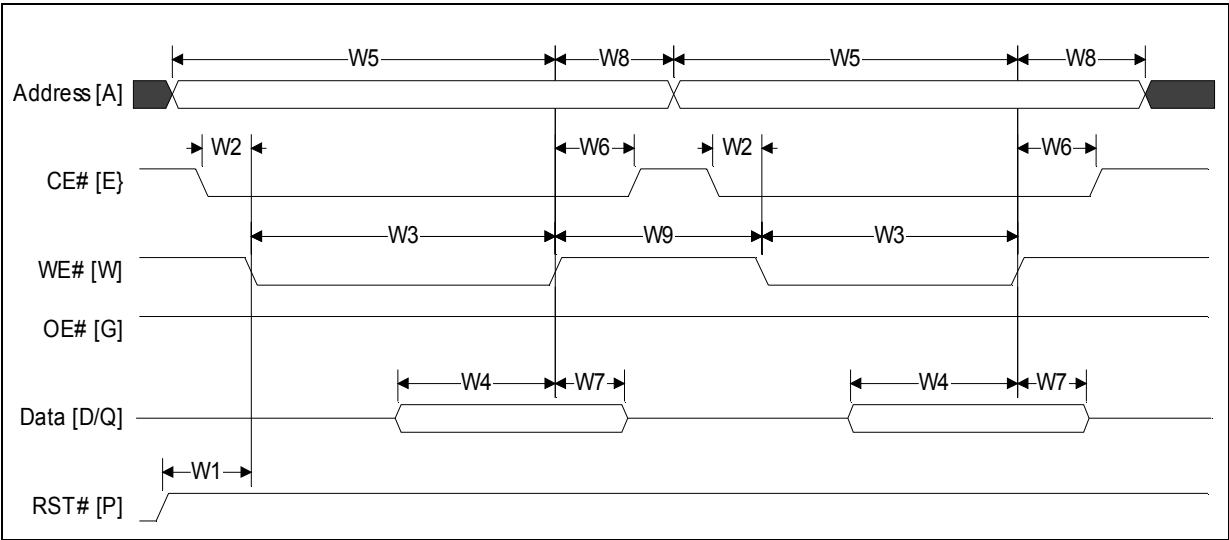 W5 W8 W5 W8
Address [A]
W2 W6 W2 W6
CE# [E}
W3 W9 W3
WE# [W]
OE# [G]
W4 W7 W4 W7
Data [D/Q]
W1
RST# [P]